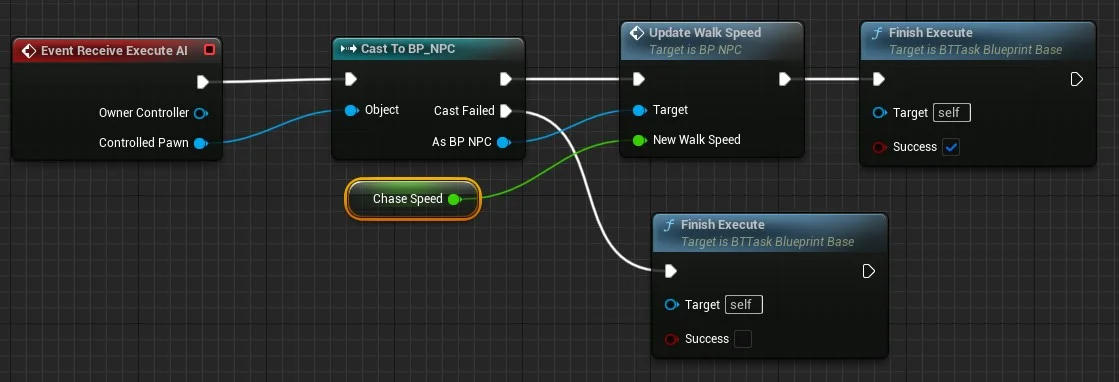 Event Receive Execute AI
Owner Controller
Controlled Pawn
Cast To BP_NPC
Object
Cast Failed
As BP NPC
Chase Speed
Update Walk Speed
Target is BP NPC
Target
New Walk Speed
Finish Execute
Target is BTTask Blueprint Base
Target self
Success
Finish Execute
Target is BTTask Blueprint Base
Target self
Success